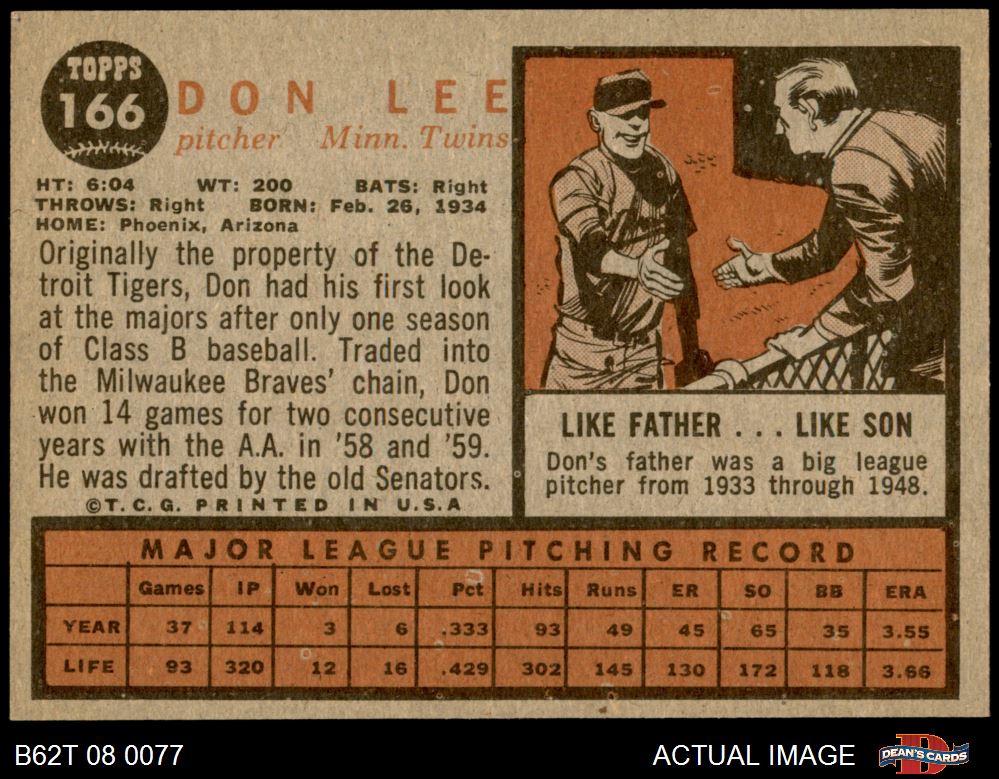 TOPPS
166
DON LEE
pitcher Minn. Twins
HT: 6:04 WT: 200 BATS: Right
THROWS: Right BORN: Feb. 26, 1934
HOME: Phoenix, Arizona
Originally the property of the De-
troit Tigers, Don had his first look
at the majors after only one season
of Class B baseball. Traded into
the Milwaukee Braves' chain, Don
won 14 games for two consecutive
years with the A.A. in '58 and '59.
He was drafted by the old Senators.
©T.C.G. PRINTED IN U.S.A
LIKE FATHER . . . LIKE SON
Don's father was a big league
pitcher from 1933 through 1948.
MAJOR LEAGUE PITCHING RECORD
Games IP Won Lost Pct Hits Runs ER SO BB ERA
YEAR 37 114 3 6 .333 93 49 45 65 35 3.55
LIFE 93 320 12 16 .429 302 145 130 172 118 3.66
B62T 08 0077 ACTUAL IMAGE DEAN'S CARDS